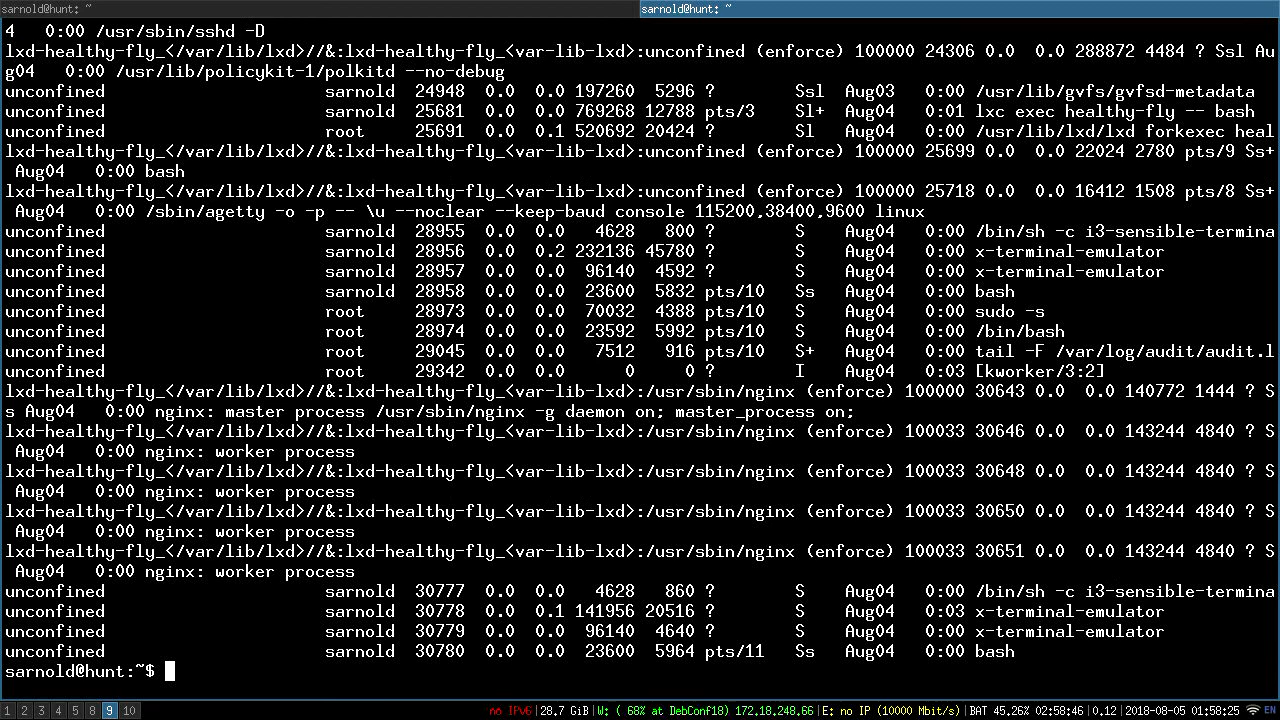 sarnold@hunt: ~
sarnold@hunt: ~
4   0:00 /usr/sbin/sshd -D
lxd-healthy-fly_</var/lib/lxd>//&:lxd-healthy-fly_<var-lib-lxd>:unconfined (enforce) 100000 24306 0.0  0.0 288872 4484 ? Ssl Au
g04   0:00 /usr/lib/policykit-1/polkitd --no-debug
unconfined                      sarnold  24948  0.0  0.0 197260  5296 ?        Ssl  Aug03   0:00 /usr/lib/gvfs/gvfsd-metadata
unconfined                      sarnold  25681  0.0  0.0 769268 12788 pts/3    Sl+  Aug04   0:01 lxc exec healthy-fly -- bash
unconfined                      root     25691  0.0  0.1 520692 20424 ?        Sl   Aug04   0:00 /usr/lib/lxd/lxd forkexec heal
lxd-healthy-fly_</var/lib/lxd>//&:lxd-healthy-fly_<var-lib-lxd>:unconfined (enforce) 100000 25699 0.0  0.0 22024 2780 pts/9 Ss+
 Aug04   0:00 bash
lxd-healthy-fly_</var/lib/lxd>//&:lxd-healthy-fly_<var-lib-lxd>:unconfined (enforce) 100000 25718 0.0  0.0 16412 1508 pts/8 Ss+
 Aug04   0:00 /sbin/agetty -o -p -- \u --noclear --keep-baud console 115200,38400,9600 linux
unconfined                      sarnold  28955  0.0  0.0   4628   800 ?        S    Aug04   0:00 /bin/sh -c i3-sensible-termina
unconfined                      sarnold  28956  0.0  0.2 232136 45780 ?        S    Aug04   0:00 x-terminal-emulator
unconfined                      sarnold  28957  0.0  0.0  96140  4592 ?        S    Aug04   0:00 x-terminal-emulator
unconfined                      sarnold  28958  0.0  0.0  23600  5832 pts/10   Ss   Aug04   0:00 bash
unconfined                      root     28973  0.0  0.0  70032  4388 pts/10   S    Aug04   0:00 sudo -s
unconfined                      root     28974  0.0  0.0  23592  5992 pts/10   S    Aug04   0:00 /bin/bash
unconfined                      root     29045  0.0  0.0   7512   916 pts/10   S+   Aug04   0:00 tail -F /var/log/audit/audit.l
unconfined                      root     29342  0.0  0.0      0     0 ?        I    Aug04   0:03 [kworker/3:2]
lxd-healthy-fly_</var/lib/lxd>//&:lxd-healthy-fly_<var-lib-lxd>:/usr/sbin/nginx (enforce) 100000 30643 0.0  0.0 140772 1444 ? S
s Aug04   0:00 nginx: master process /usr/sbin/nginx -g daemon on; master_process on;
lxd-healthy-fly_</var/lib/lxd>//&:lxd-healthy-fly_<var-lib-lxd>:/usr/sbin/nginx (enforce) 100033 30646 0.0  0.0 143244 4840 ? S
 Aug04   0:00 nginx: worker process
lxd-healthy-fly_</var/lib/lxd>//&:lxd-healthy-fly_<var-lib-lxd>:/usr/sbin/nginx (enforce) 100033 30648 0.0  0.0 143244 4840 ? S
 Aug04   0:00 nginx: worker process
lxd-healthy-fly_</var/lib/lxd>//&:lxd-healthy-fly_<var-lib-lxd>:/usr/sbin/nginx (enforce) 100033 30650 0.0  0.0 143244 4840 ? S
 Aug04   0:00 nginx: worker process
lxd-healthy-fly_</var/lib/lxd>//&:lxd-healthy-fly_<var-lib-lxd>:/usr/sbin/nginx (enforce) 100033 30651 0.0  0.0 143244 4840 ? S
 Aug04   0:00 nginx: worker process
unconfined                      sarnold  30777  0.0  0.0   4628   860 ?        S    Aug04   0:00 /bin/sh -c i3-sensible-termina
unconfined                      sarnold  30778  0.0  0.1 141956 20516 ?        S    Aug04   0:03 x-terminal-emulator
unconfined                      sarnold  30779  0.0  0.0  96140  4640 ?        S    Aug04   0:00 x-terminal-emulator
unconfined                      sarnold  30780  0.0  0.0  23600  5964 pts/11   Ss   Aug04   0:00 bash
sarnold@hunt:~$
1 2 3 4 5 8 9 10 no IPv6|28.7 GiB|W: ( 68% at DebConf18) 172.18.248.66|E: no IP (10000 Mbit/s)|BAT 45.26% 02:58:46|0.12|2018-08-05 01:58:25 EN